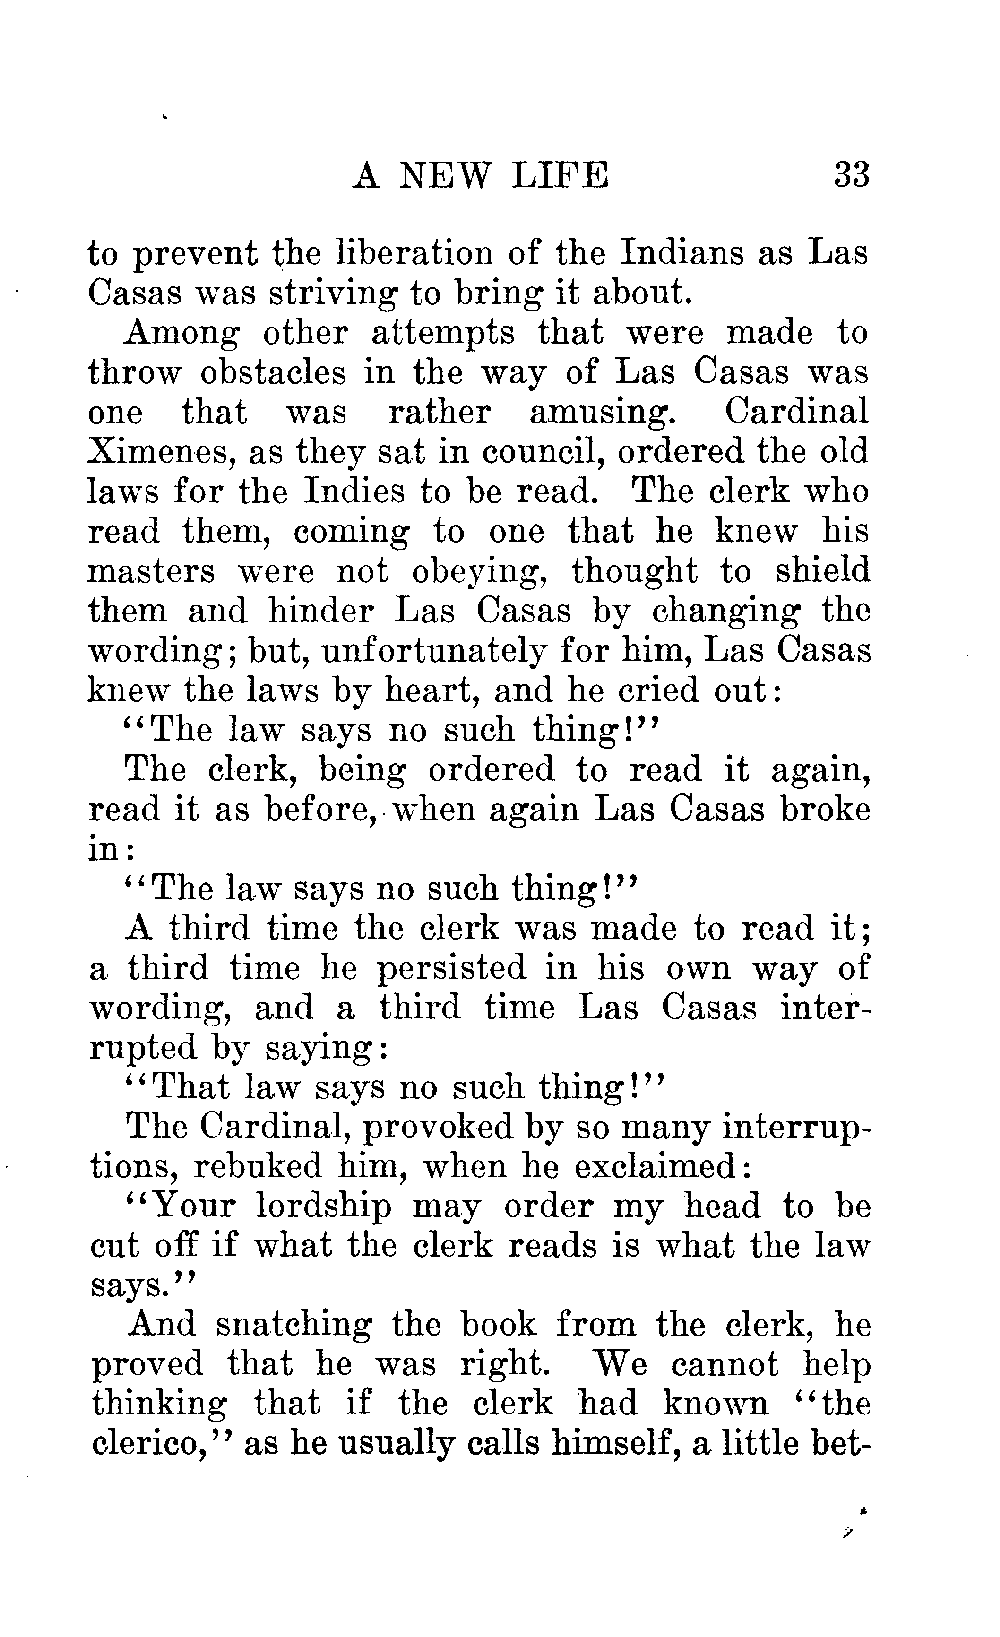 A NEW LIFE 33
to prevent the liberation of the Indians as Las
Casas was striving to bring it about.
Among other attempts that were made to
throw obstacles in the way of Las Casas was
one that was rather amusing. Cardinal
Ximenes, as they sat in council, ordered the old
laws for the Indies to be read. The clerk who
read them, coming to one that he knew his
masters were not obeying, thought to shield
them and hinder Las Casas by changing the
wording; but, unfortunately for him, Las Casas
knew the laws by heart, and he cried out:
"The law says no such thing!"
The clerk, being ordered to read it again,
read it as before, when again Las Casas broke
in:
"The law says no such thing!"
A third time the clerk was made to read it;
a third time he persisted in his own way of
wording, and a third time Las Casas inter-
rupted by saying:
"That law says no such thing!"
The Cardinal, provoked by so many interrup-
tions, rebuked him, when he exclaimed:
"Your lordship may order my head to be
cut off if what the clerk reads is what the law
says."
And snatching the book from the clerk, he
proved that he was right. We cannot help
thinking that if the clerk had known "the
clerico," as he usually calls himself, a little bet-